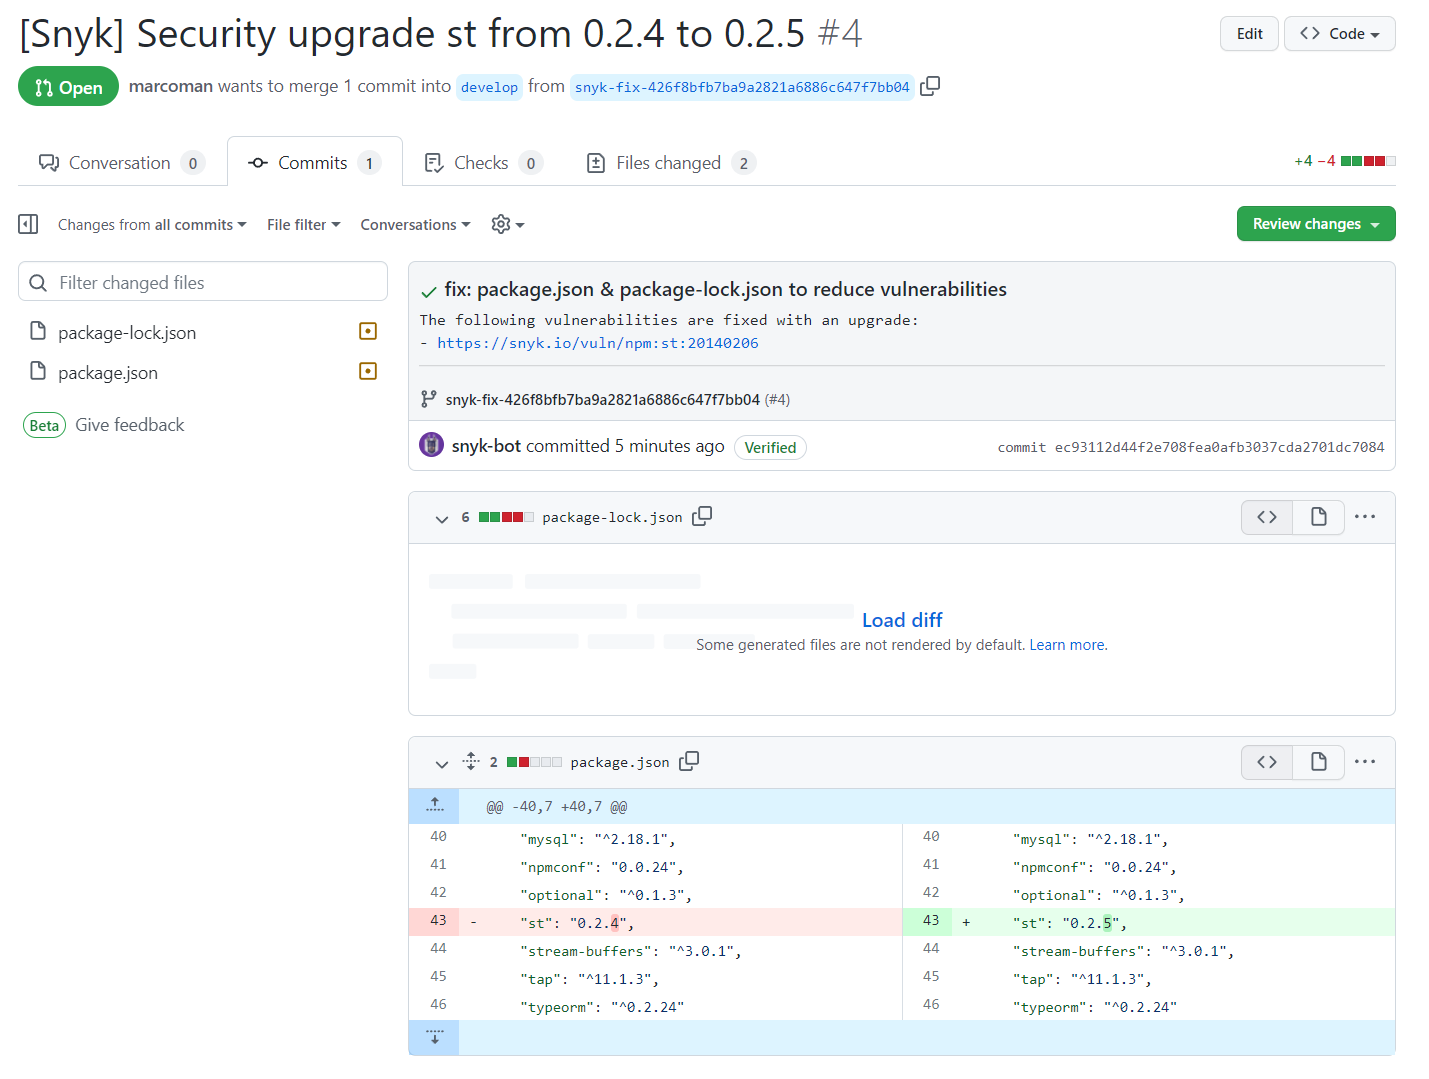 [Snyk] Security upgrade st from 0.2.4 to 0.2.5 #4
Edit
Code
Open
marcoman wants to merge 1 commit into develop from snyk-fix-426f8bfb7ba9a2821a6886c647f7bb04
Conversation 0
Commits 1
Checks 0
Files changed 2
+4 −4
Changes from all commits
File filter
Conversations
Review changes
Filter changed files
package-lock.json
package.json
Beta Give feedback
fix: package.json & package-lock.json to reduce vulnerabilities
The following vulnerabilities are fixed with an upgrade:
- https://snyk.io/vuln/npm:st:20140206
snyk-fix-426f8bfb7ba9a2821a6886c647f7bb04 (#4)
snyk-bot committed 5 minutes ago Verified
commit ec93112d44f2e708fea0afb3037cda2701dc7084
6 package-lock.json
Load diff
Some generated files are not rendered by default. Learn more.
2 package.json
@@ -40,7 +40,7 @@
40 "mysql": "^2.18.1",
41 "npmconf": "0.0.24",
42 "optional": "^0.1.3",
43 - "st": "0.2.4",
44 "stream-buffers": "^3.0.1",
45 "tap": "^11.1.3",
46 "typeorm": "^0.2.24"
40 "mysql": "^2.18.1",
41 "npmconf": "0.0.24",
42 "optional": "^0.1.3",
43 + "st": "0.2.5",
44 "stream-buffers": "^3.0.1",
45 "tap": "^11.1.3",
46 "typeorm": "^0.2.24"